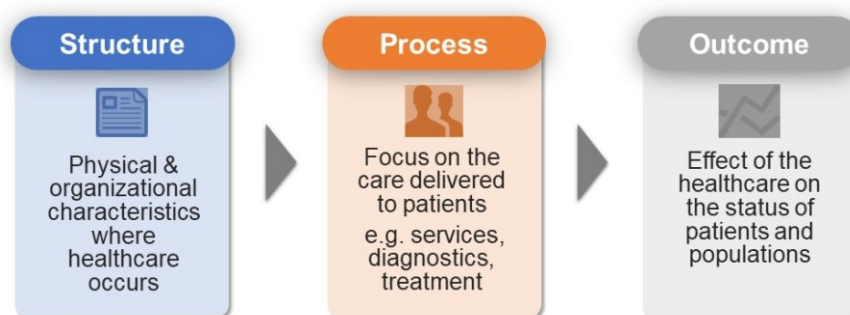 Structure
Physical &
organizational
characteristics
where
healthcare
occurs
Process
Focus on the
care delivered
to patients
e.g. services,
diagnostics,
treatment
Outcome
Effect of the
healthcare on
the status of
patients and
populations